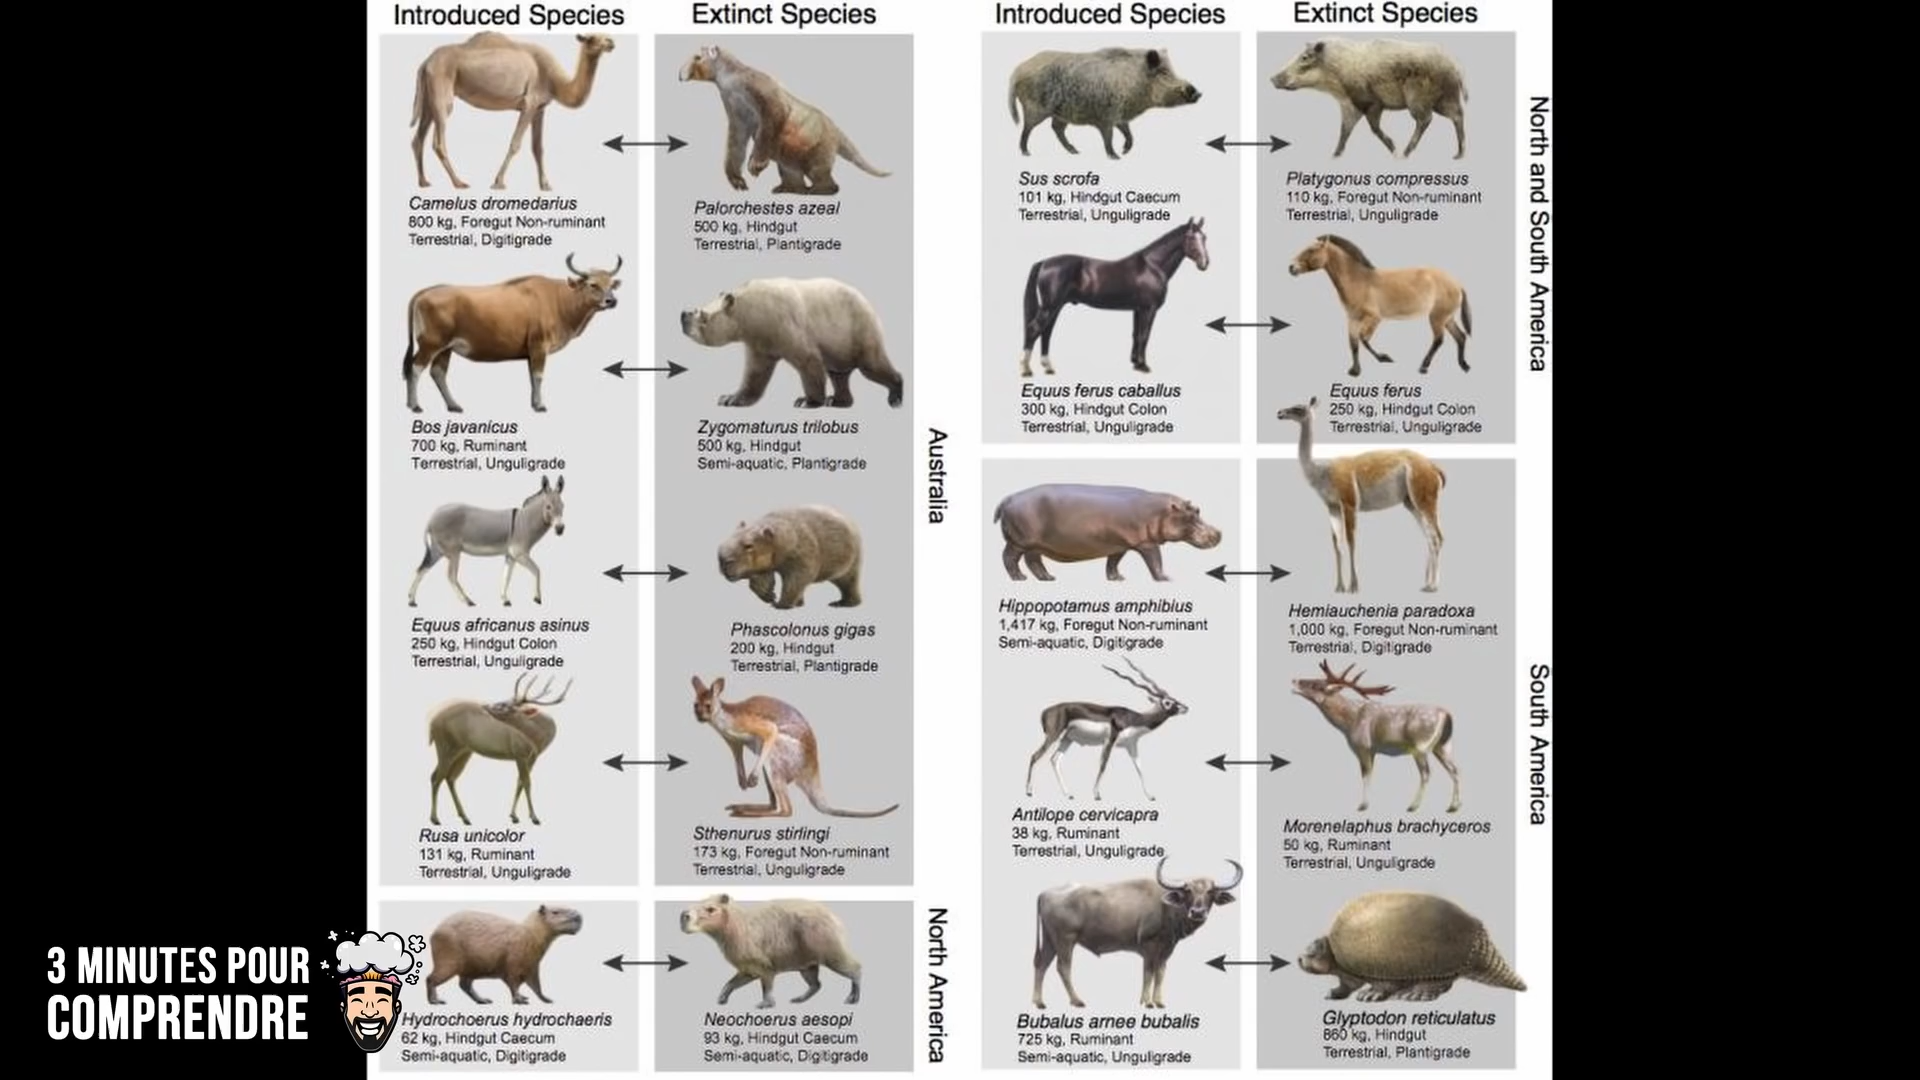 Introduced Species
Extinct Species
Camelus dromedarius
800 kg, Foregut Non-ruminant
Terrestrial, Digitigrade
Palorchestes azeal
500 kg, Hindgut
Terrestrial, Plantigrade
Bos javanicus
700 kg, Ruminant
Terrestrial, Unguligrade
Zygomaturus trilobus
500 kg, Hindgut
Semi-aquatic, Plantigrade
Equus africanus asinus
250 kg, Hindgut Colon
Terrestrial, Unguligrade
Phascolonus gigas
200 kg, Hindgut
Terrestrial, Plantigrade
Rusa unicolor
131 kg, Ruminant
Terrestrial, Unguligrade
Sthenurus stirlingi
173 kg, Foregut Non-ruminant
Terrestrial, Unguligrade
Australia
Hydrochoerus hydrochaeris
62 kg, Hindgut Caecum
Semi-aquatic, Digitigrade
Neochoerus aesopi
93 kg, Hindgut Caecum
Semi-aquatic, Digitigrade
North America
Introduced Species
Extinct Species
Sus scrofa
101 kg, Hindgut Caecum
Terrestrial, Unguligrade
Platygonus compressus
110 kg, Foregut Non-ruminant
Terrestrial, Unguligrade
Equus ferus caballus
300 kg, Hindgut Colon
Terrestrial, Unguligrade
Equus ferus
250 kg, Hindgut Colon
Terrestrial, Unguligrade
North and South America
Hippopotamus amphibius
1,417 kg, Foregut Non-ruminant
Semi-aquatic, Digitigrade
Hemiauchenia paradoxa
1,000 kg, Foregut Non-ruminant
Terrestrial, Digitigrade
Antilope cervicapra
38 kg, Ruminant
Terrestrial, Unguligrade
Morenelaphus brachyceros
50 kg, Ruminant
Terrestrial, Unguligrade
Bubalus arnee bubalis
725 kg, Ruminant
Semi-aquatic, Unguligrade
Glyptodon reticulatus
860 kg, Hindgut
Terrestrial, Plantigrade
South America
3 MINUTES POUR
COMPRENDRE